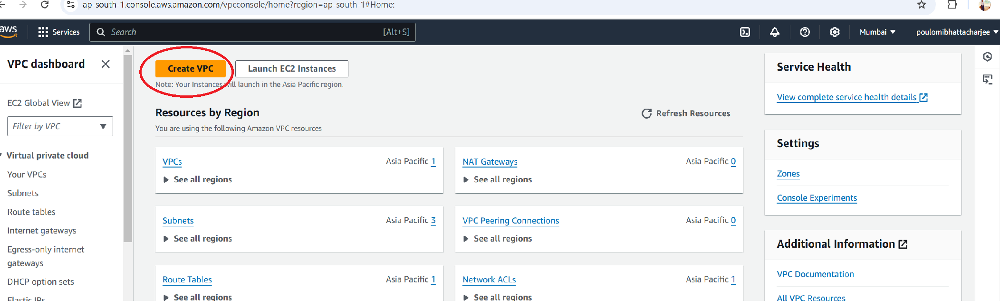 ap-south-1.console.aws.amazon.com/vpcconsole/home?region=ap-south-1#Home:
aws
Services
Search
[Alt+S]
Mumbai
poulomibhattacharjee
VPC dashboard
EC2 Global View
Filter by VPC
Virtual private cloud
Your VPCs
Subnets
Route tables
Internet gateways
Egress-only internet
gateways
DHCP option sets
Elastic IPs
Create VPC
Launch EC2 Instances
Note: Your Instances will launch in the Asia Pacific region.
Resources by Region
Refresh Resources
You are using the following Amazon VPC resources
VPCs
Asia Pacific 1
See all regions
NAT Gateways
Asia Pacific 0
See all regions
Subnets
Asia Pacific 3
See all regions
VPC Peering Connections
Asia Pacific 0
See all regions
Route Tables
Asia Pacific 1
See all regions
Network ACLs
Asia Pacific 1
See all regions
Service Health
View complete service health details
Settings
Zones
Console Experiments
Additional Information
VPC Documentation
All VPC Resources